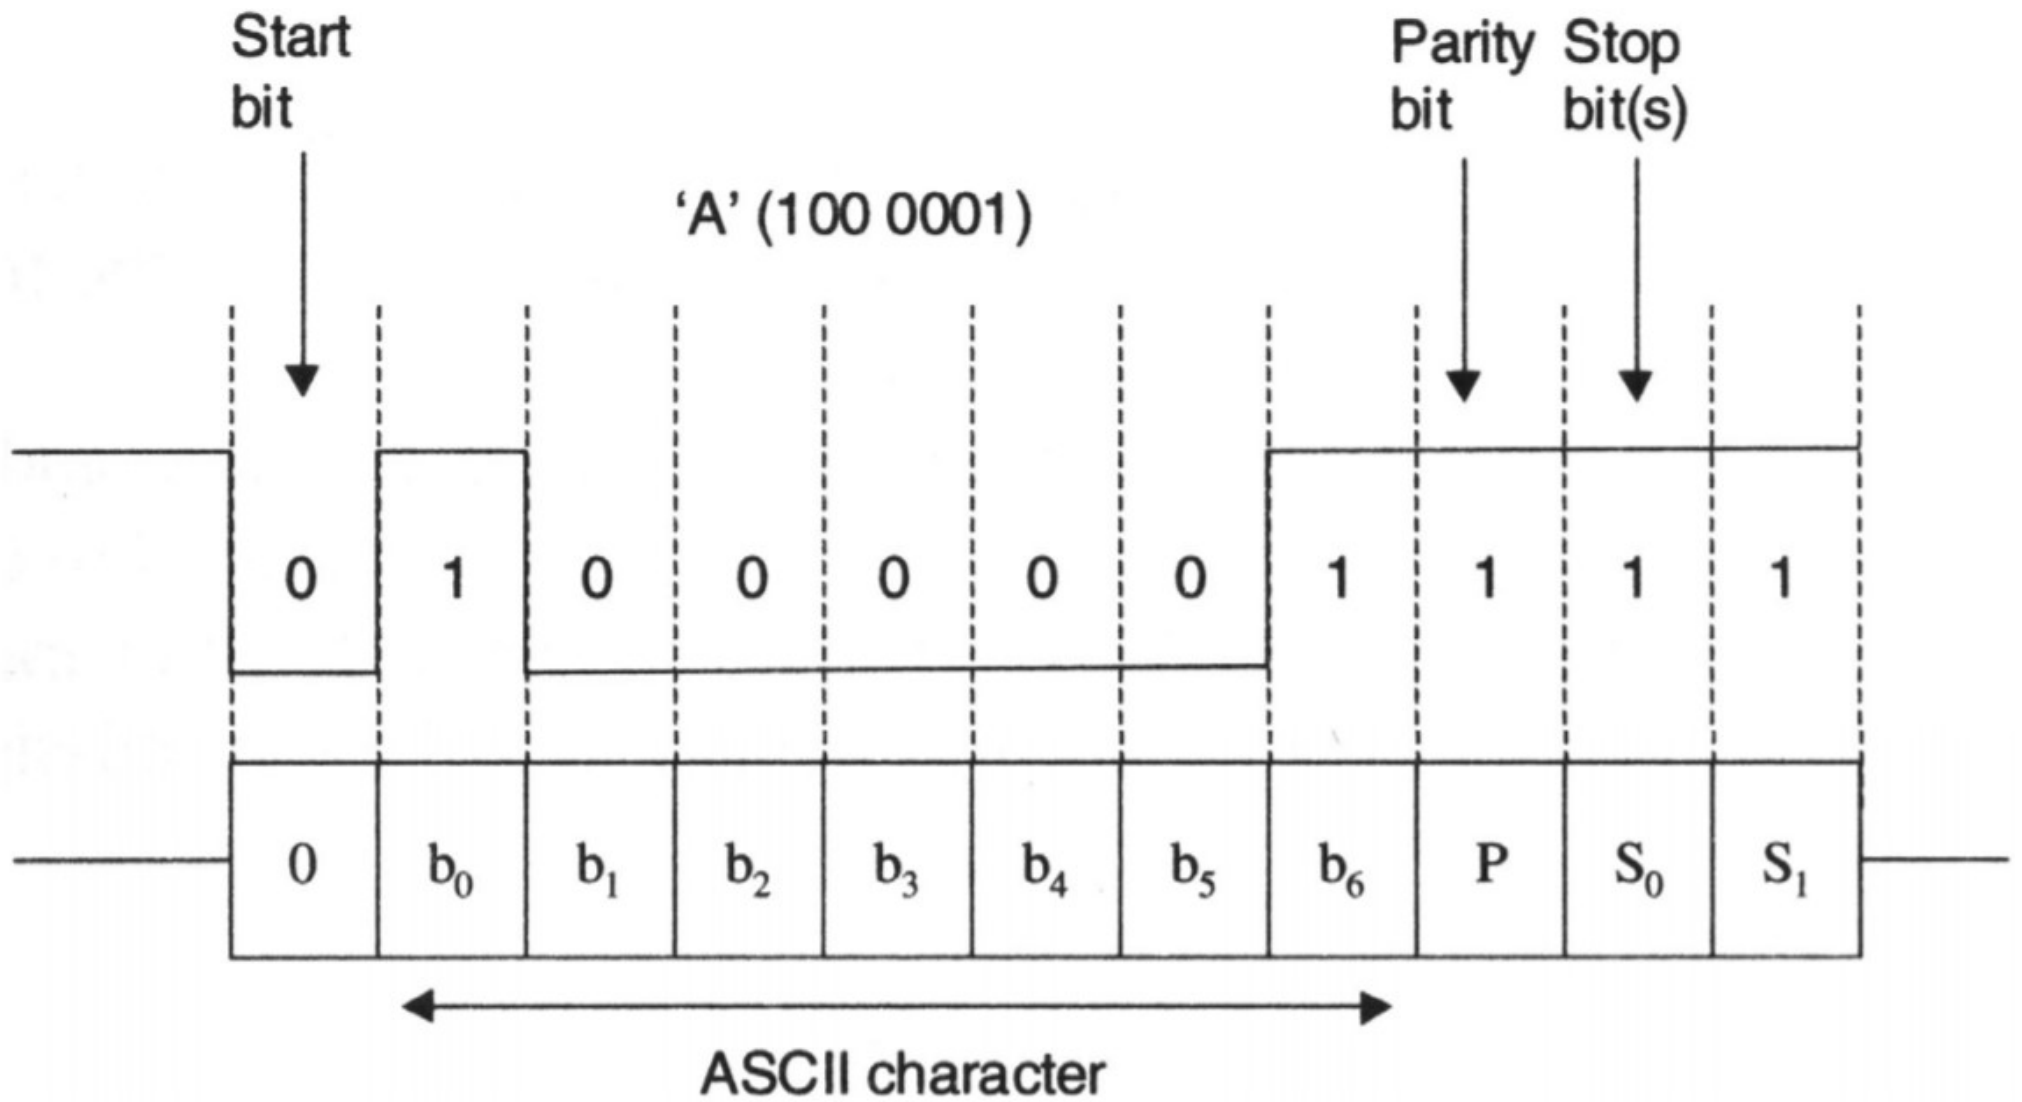 Start
bit
Parity
bit
Stop
bit(s)
‘A’ (100 0001)
0 1 0 0 0 0 0 1 1 1 1
0 b₀ b₁ b₂ b₃ b₄ b₅ b₆ P S₀ S₁
ASCII character